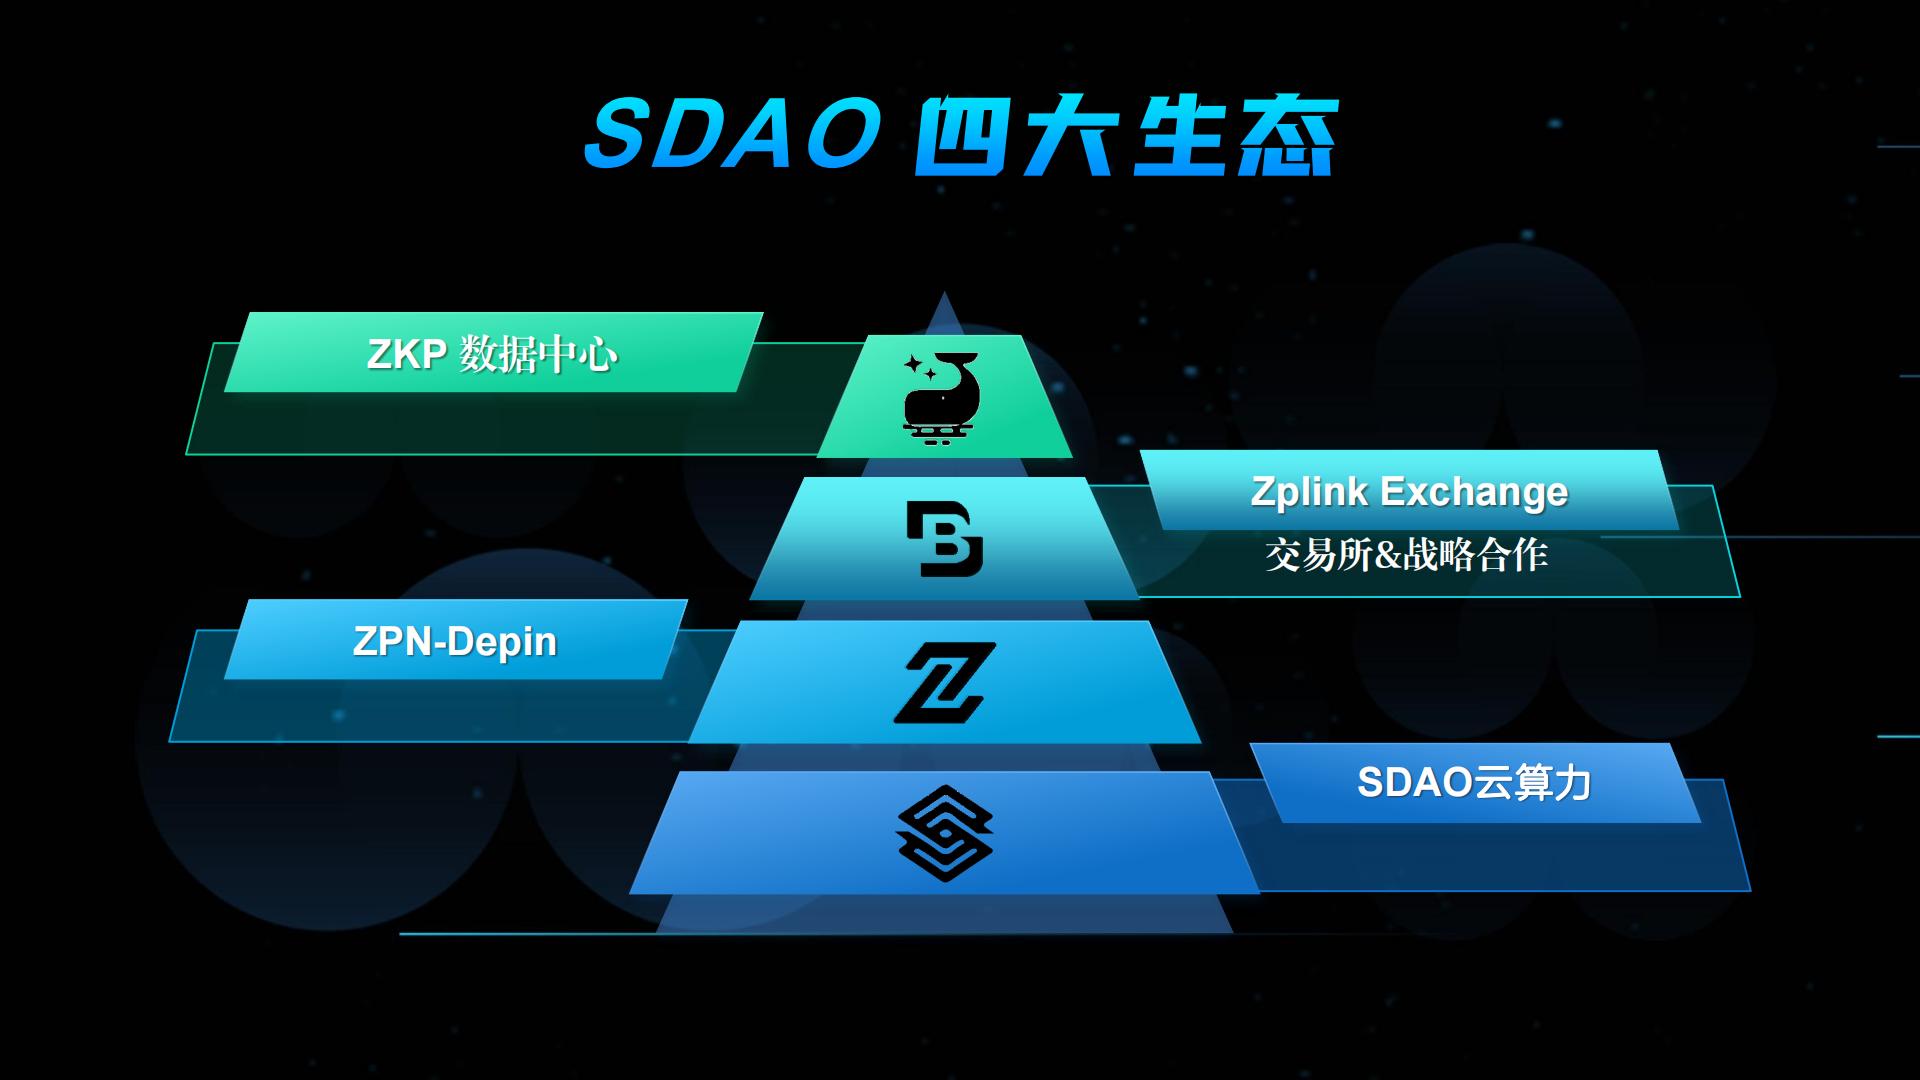 SDAO 四大生态
ZKP 数据中心
Zplink Exchange
交易所&战略合作
ZPN-Depin
SDAO云算力